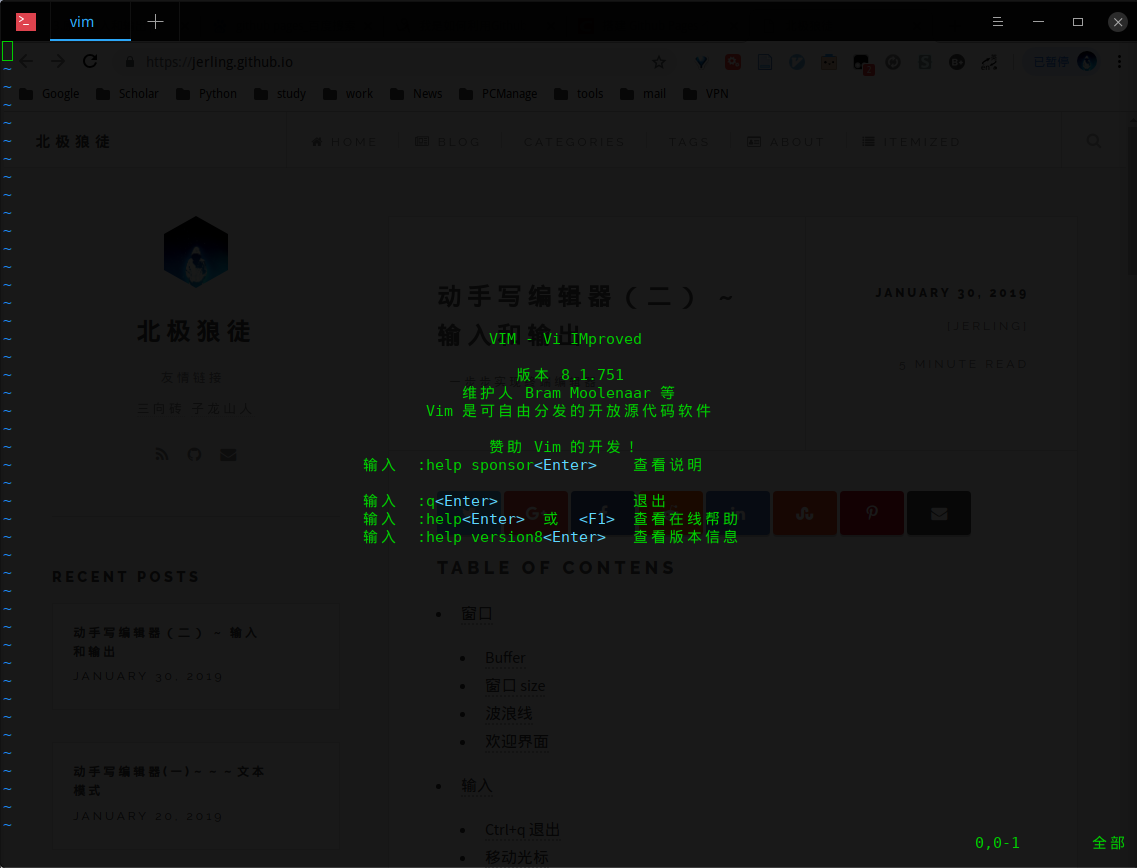 vim
https://jerling.github.io
已暂停
Google Scholar Python study work News PCManage tools mail VPN
北极狼徒
HOME BLOG CATEGORIES TAGS ABOUT ITEMIZED
北极狼徒
友情链接
三向砖 子龙山人
动手写编辑器（二） ~
输入和输出
JANUARY 30, 2019
[JERLING]
9 MINUTE READ
VIM - Vi IMproved
版本 8.1.751
维护人 Bram Moolenaar 等
Vim 是可自由分发的开放源代码软件
赞助 Vim 的开发！
输入 :help sponsor<Enter> 查看说明
输入 :q<Enter> 退出
输入 :help<Enter> 或 <F1> 查看在线帮助
输入 :help version8<Enter> 查看版本信息
TABLE OF CONTENS
窗口
Buffer
窗口 size
波浪线
欢迎界面
输入
Ctrl+q 退出
移动光标
RECENT POSTS
动手写编辑器（二） ~ 输入
和输出
JANUARY 30, 2019
动手写编辑器(一)~ ~ ~ 文本
模式
JANUARY 20, 2019
0,0-1 全部